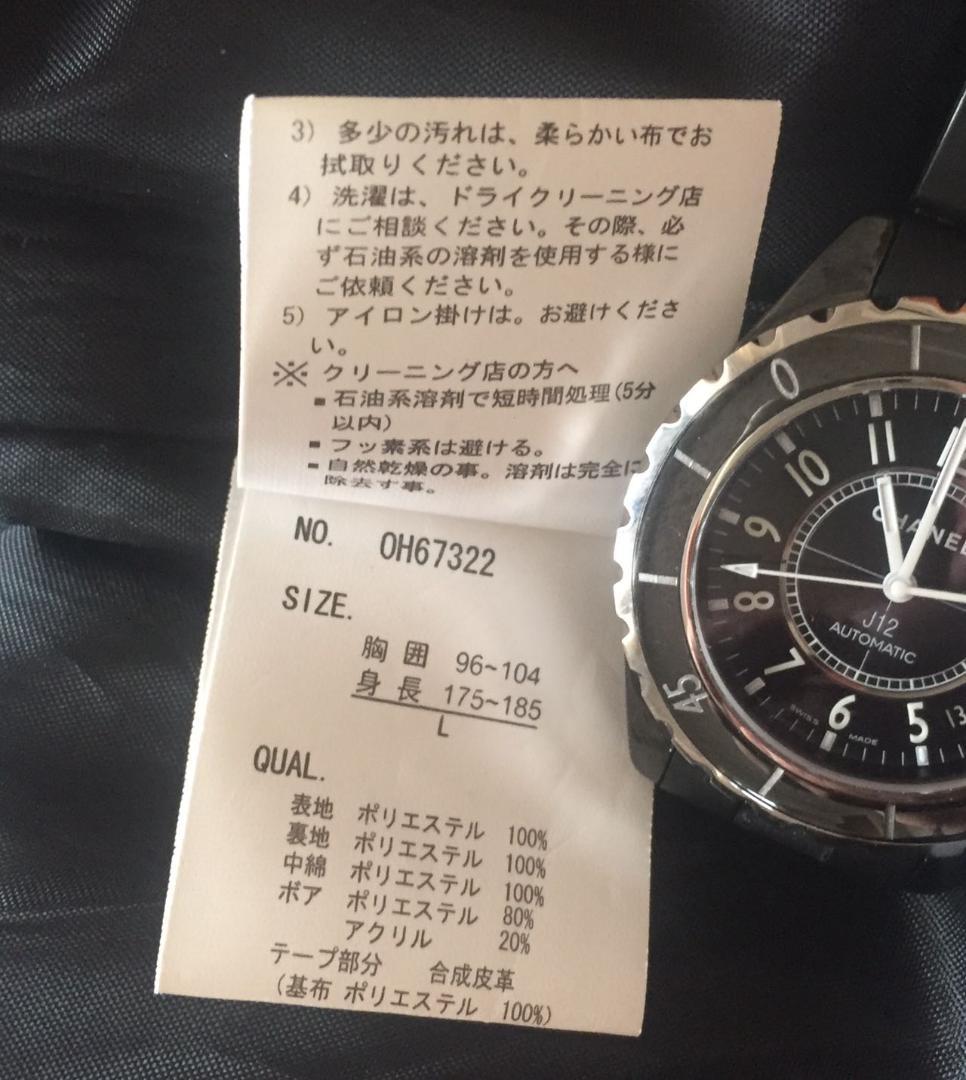 3) 多少の汚れは、柔らかい布でお
拭取りください。
4) 洗濯は、ドライクリーニング店
にご相談ください。その際、必
ず石油系の溶剤を使用する様に
ご依頼ください。
5) アイロン掛けは。お避けくださ
い。
※ クリーニング店の方へ
▪ 石油系溶剤で短時間処理(5分
以内)
▪ フッ素系は避ける。
▪ 自然乾燥の事。溶剤は完全に
除去す事。
NO. OH67322
SIZE.
胸囲 96~104
身長 175~185
L
QUAL.
表地 ポリエステル 100%
裏地 ポリエステル 100%
中綿 ポリエステル 100%
ボア ポリエステル 80%
アクリル 20%
テープ部分 合成皮革
(基布 ポリエステル 100%)
0
11
10
9
8
7
6
5
45
13
CHANEL
J12
AUTOMATIC
SWISS MADE